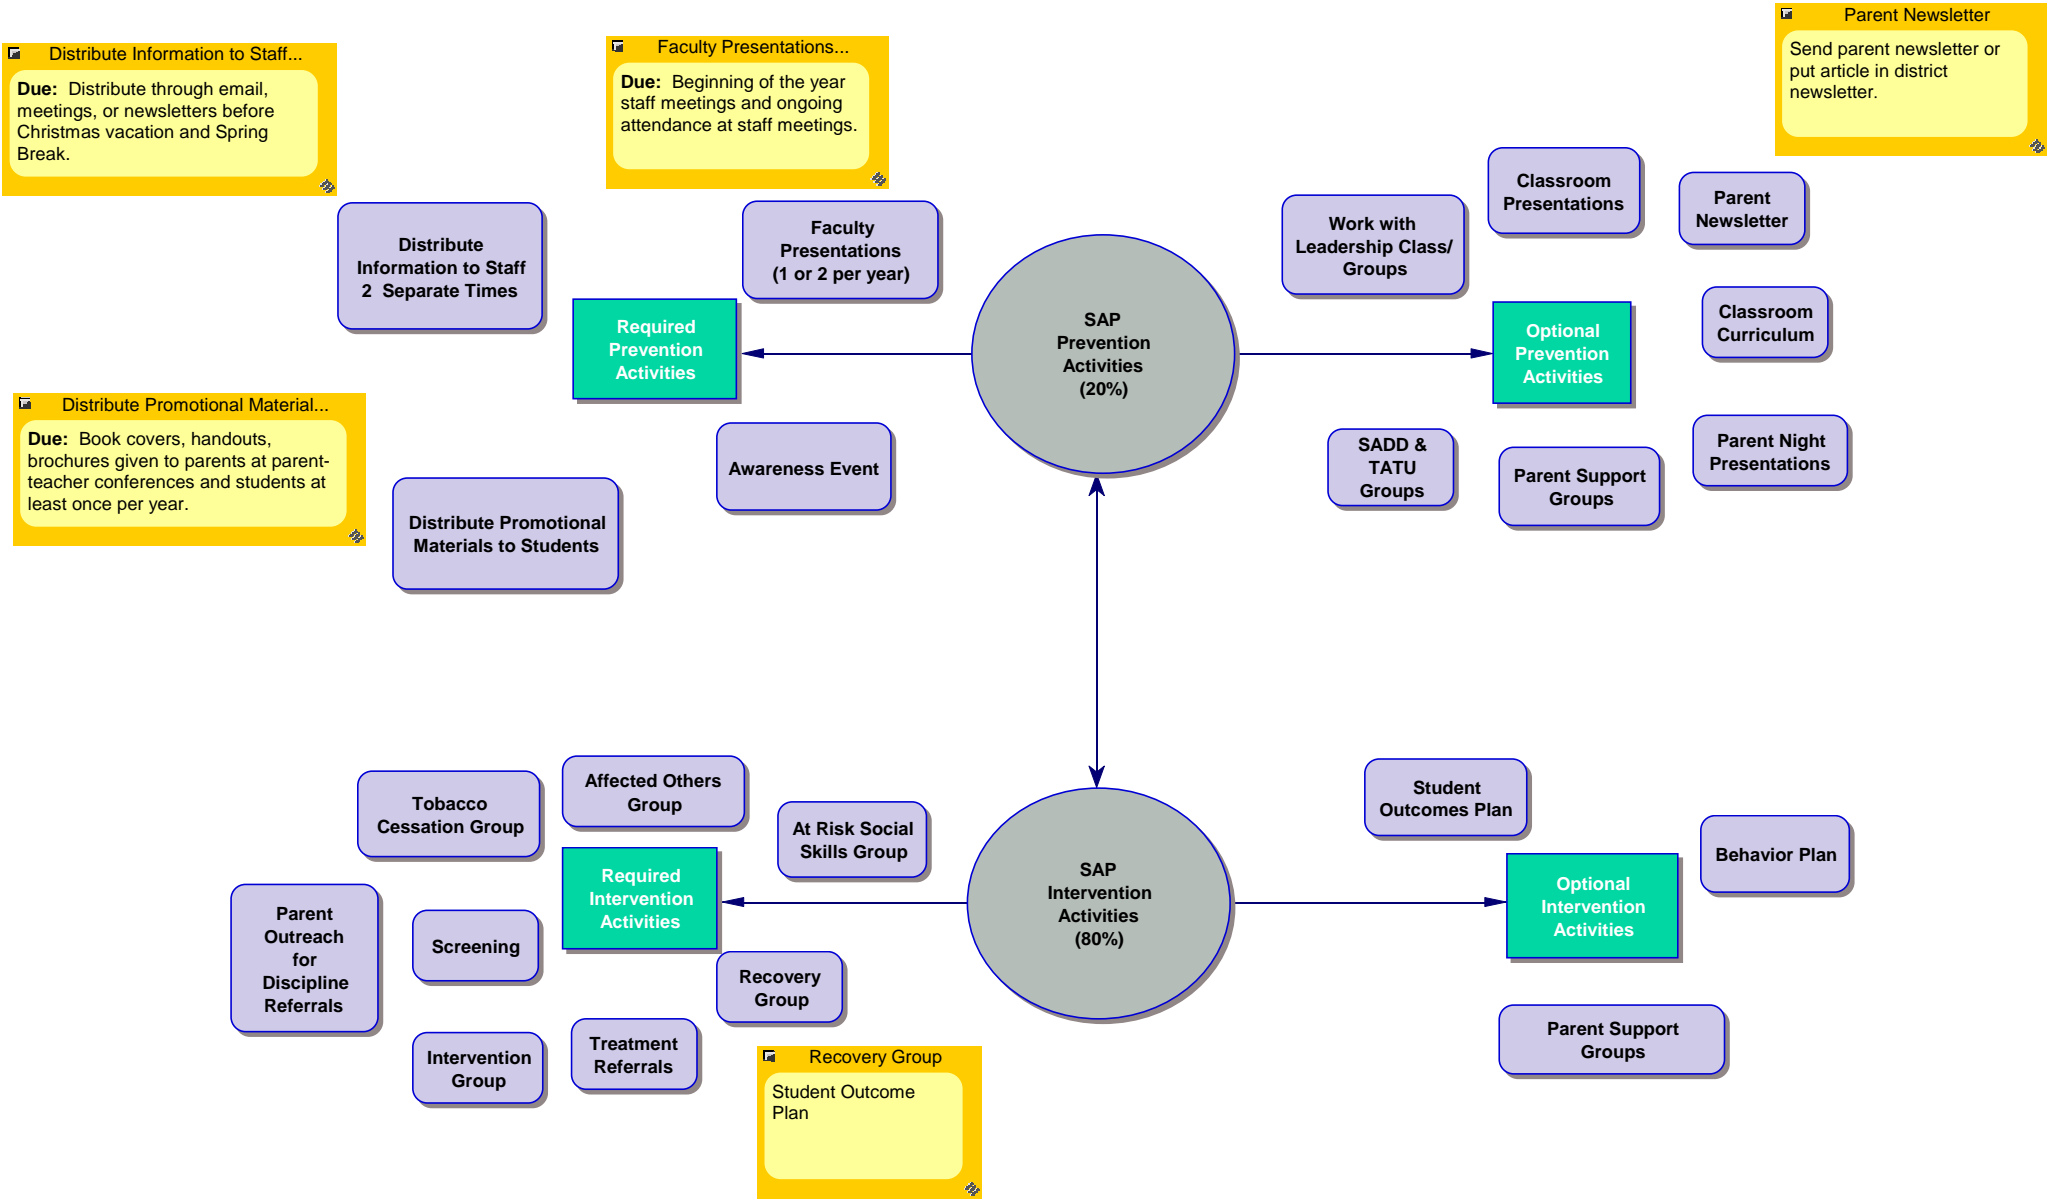 Distribute Information to Staff...
Due:  Distribute through email,
meetings, or newsletters before
Christmas vacation and Spring
Break.
Faculty Presentations...
Due:  Beginning of the year
staff meetings and ongoing
attendance at staff meetings.
Parent Newsletter
Send parent newsletter or
put article in district
newsletter.
Distribute
Information to Staff
2  Separate Times
Faculty
Presentations
(1 or 2 per year)
Required
Prevention
Activities
SAP
Prevention
Activities
(20%)
Work with
Leadership Class/
Groups
Classroom
Presentations
Parent
Newsletter
Optional
Prevention
Activities
Classroom
Curriculum
Distribute Promotional Material...
Due:  Book covers, handouts,
brochures given to parents at parent-
teacher conferences and students at
least once per year.
Distribute Promotional
Materials to Students
Awareness Event
SADD &
TATU
Groups
Parent Support
Groups
Parent Night
Presentations
Tobacco
Cessation Group
Affected Others
Group
At Risk Social
Skills Group
Required
Intervention
Activities
SAP
Intervention
Activities
(80%)
Student
Outcomes Plan
Behavior Plan
Optional
Intervention
Activities
Parent
Outreach
for
Discipline
Referrals
Screening
Recovery
Group
Intervention
Group
Treatment
Referrals
Parent Support
Groups
Recovery Group
Student Outcome
Plan